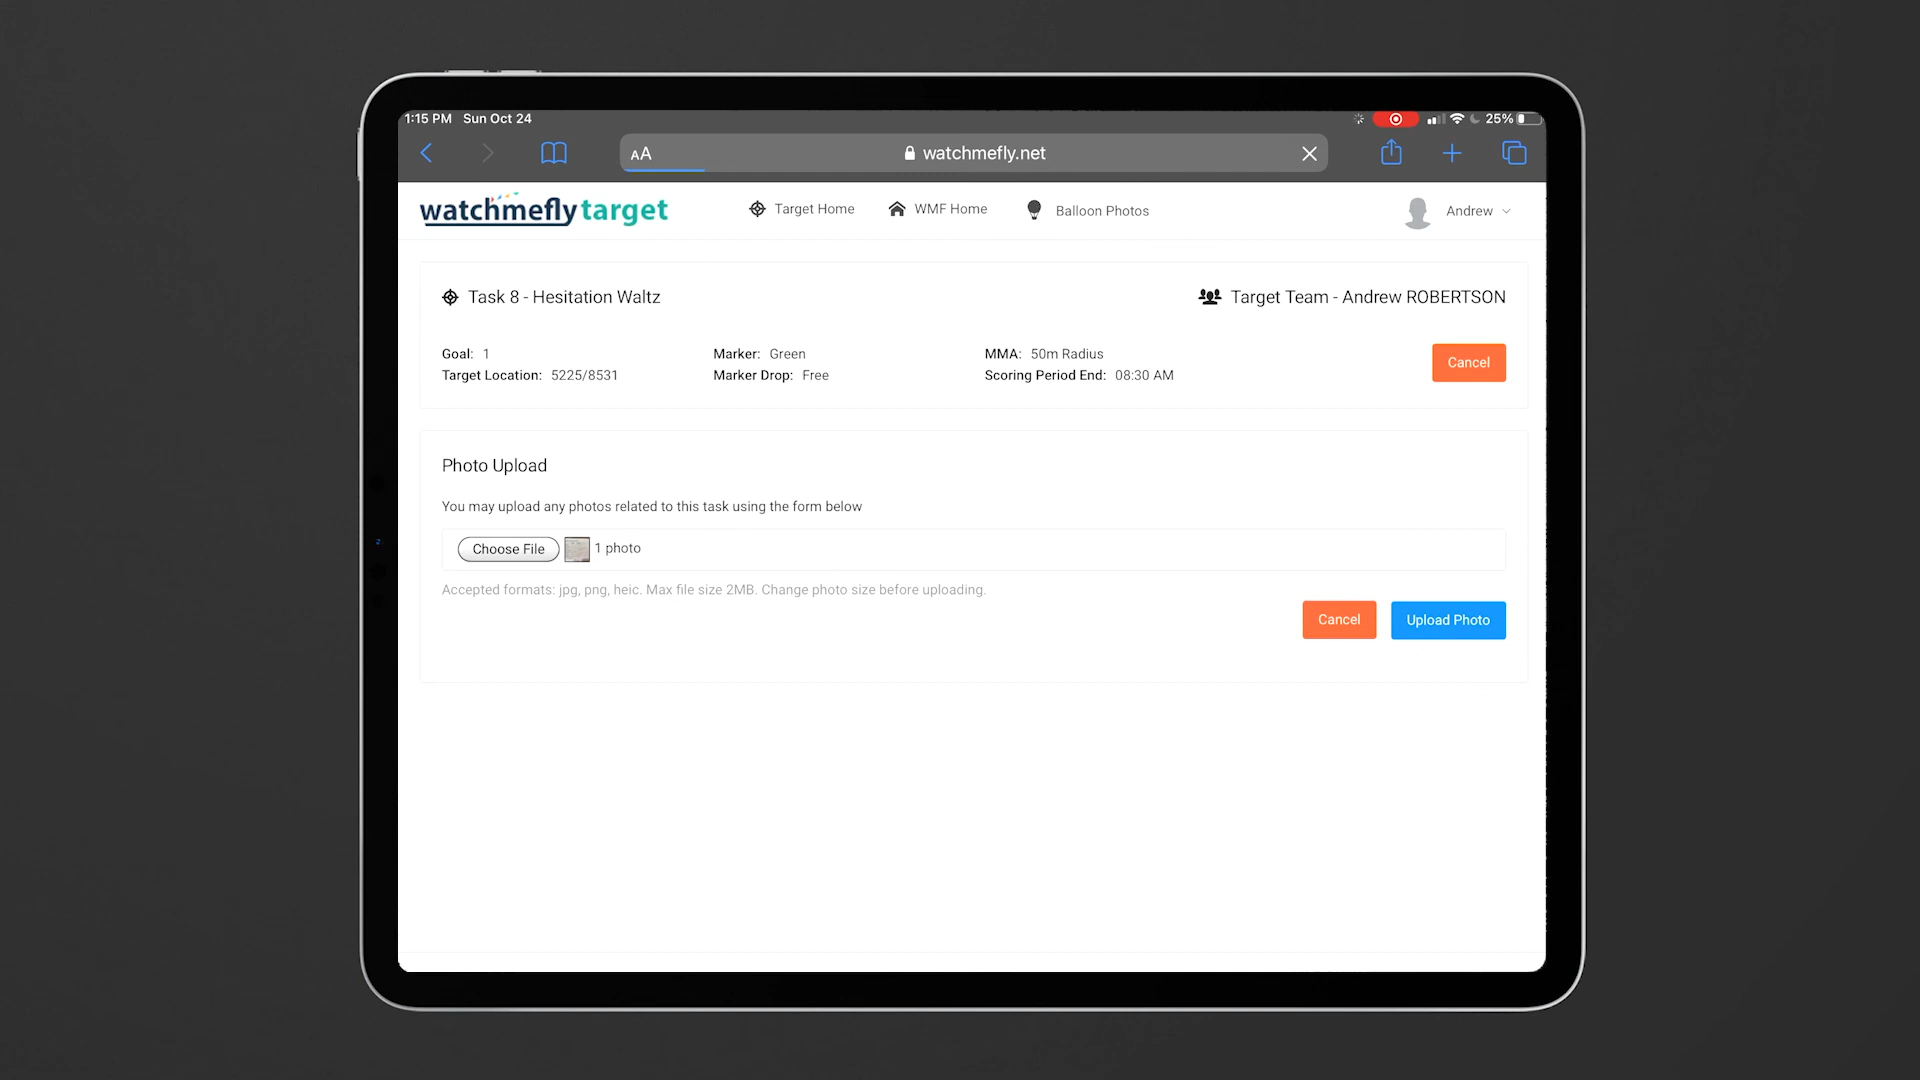 1:15 PM Sun Oct 24
25%
AA watchmefly.net
watchmefly target Target Home WMF Home Balloon Photos Andrew
Task 8 - Hesitation Waltz
Target Team - Andrew ROBERTSON
Goal: 1 Marker: Green MMA: 50m Radius
Target Location: 5225/8531 Marker Drop: Free Scoring Period End: 08:30 AM
Cancel
Photo Upload
You may upload any photos related to this task using the form below
Choose File 1 photo
Accepted formats: jpg, png, heic. Max file size 2MB. Change photo size before uploading.
Cancel Upload Photo